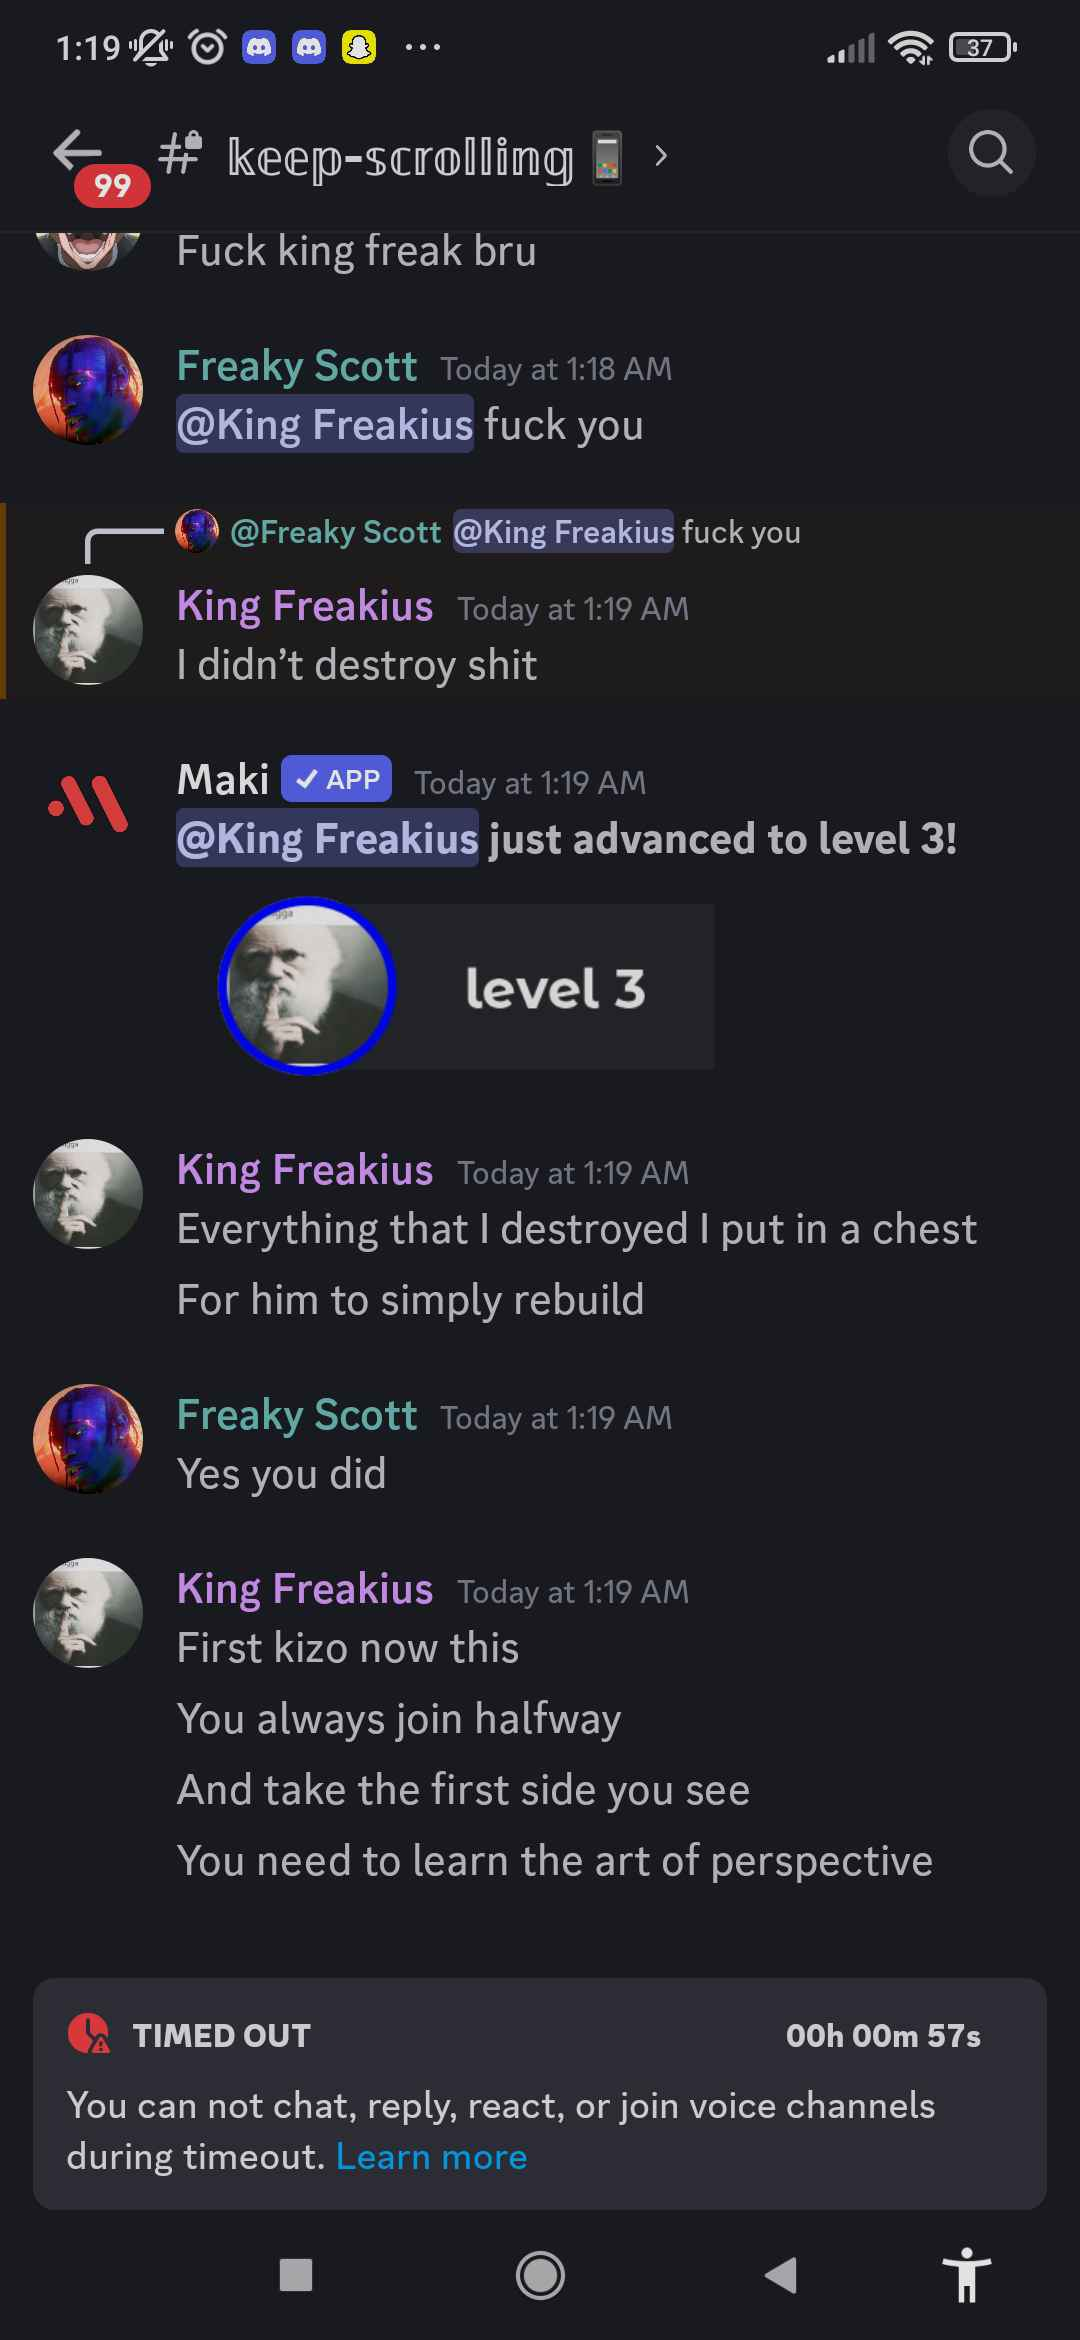 1:19
37
99
# keep-scrolling📱 ›
Fuck king freak bru
Freaky Scott Today at 1:18 AM
@King Freakius fuck you
@Freaky Scott @King Freakius fuck you
King Freakius Today at 1:19 AM
I didn’t destroy shit
Maki ✓ APP Today at 1:19 AM
@King Freakius just advanced to level 3!
level 3
King Freakius Today at 1:19 AM
Everything that I destroyed I put in a chest
For him to simply rebuild
Freaky Scott Today at 1:19 AM
Yes you did
King Freakius Today at 1:19 AM
First kizo now this
You always join halfway
And take the first side you see
You need to learn the art of perspective
TIMED OUT 00h 00m 57s
You can not chat, reply, react, or join voice channels
during timeout. Learn more